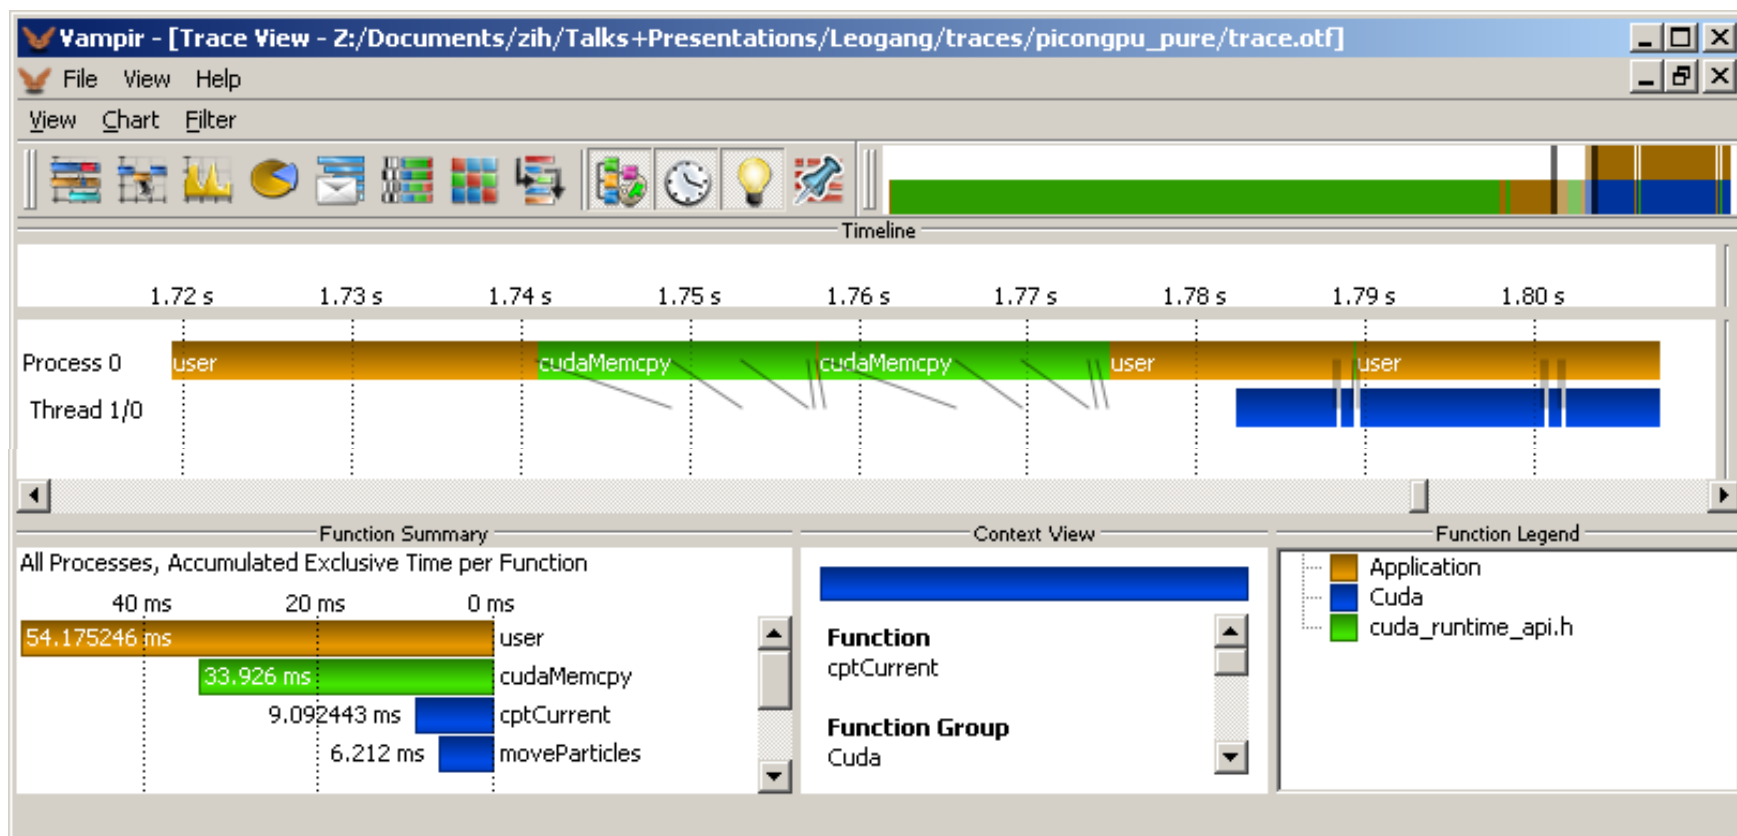 Vampir - [Trace View - Z:/Documents/zih/Talks+Presentations/Leogang/traces/picongpu_pure/trace.otf]
File View Help
View Chart Filter
Timeline
1.72 s 1.73 s 1.74 s 1.75 s 1.76 s 1.77 s 1.78 s 1.79 s 1.80 s
Process 0 user cudaMemcpy cudaMemcpy user user
Thread 1/0
Function Summary
All Processes, Accumulated Exclusive Time per Function
40 ms 20 ms 0 ms
54.175246 ms user
33.926 ms cudaMemcpy
9.092443 ms cptCurrent
6.212 ms moveParticles
Context View
Function
cptCurrent
Function Group
Cuda
Function Legend
Application
Cuda
cuda_runtime_api.h